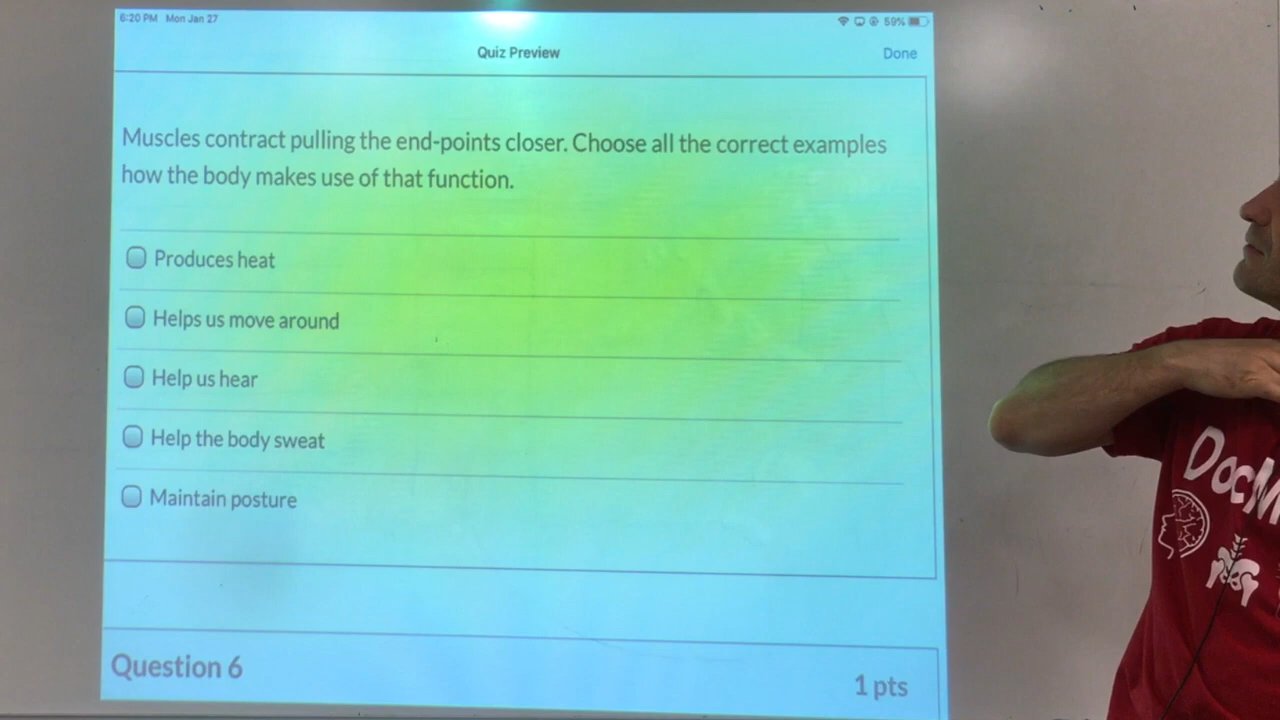 6:20 PM Mon Jan 27
59%
Quiz Preview
Done
Muscles contract pulling the end-points closer. Choose all the correct examples
how the body makes use of that function.
Produces heat
Helps us move around
Help us hear
Help the body sweat
Maintain posture
Question 6
1 pts